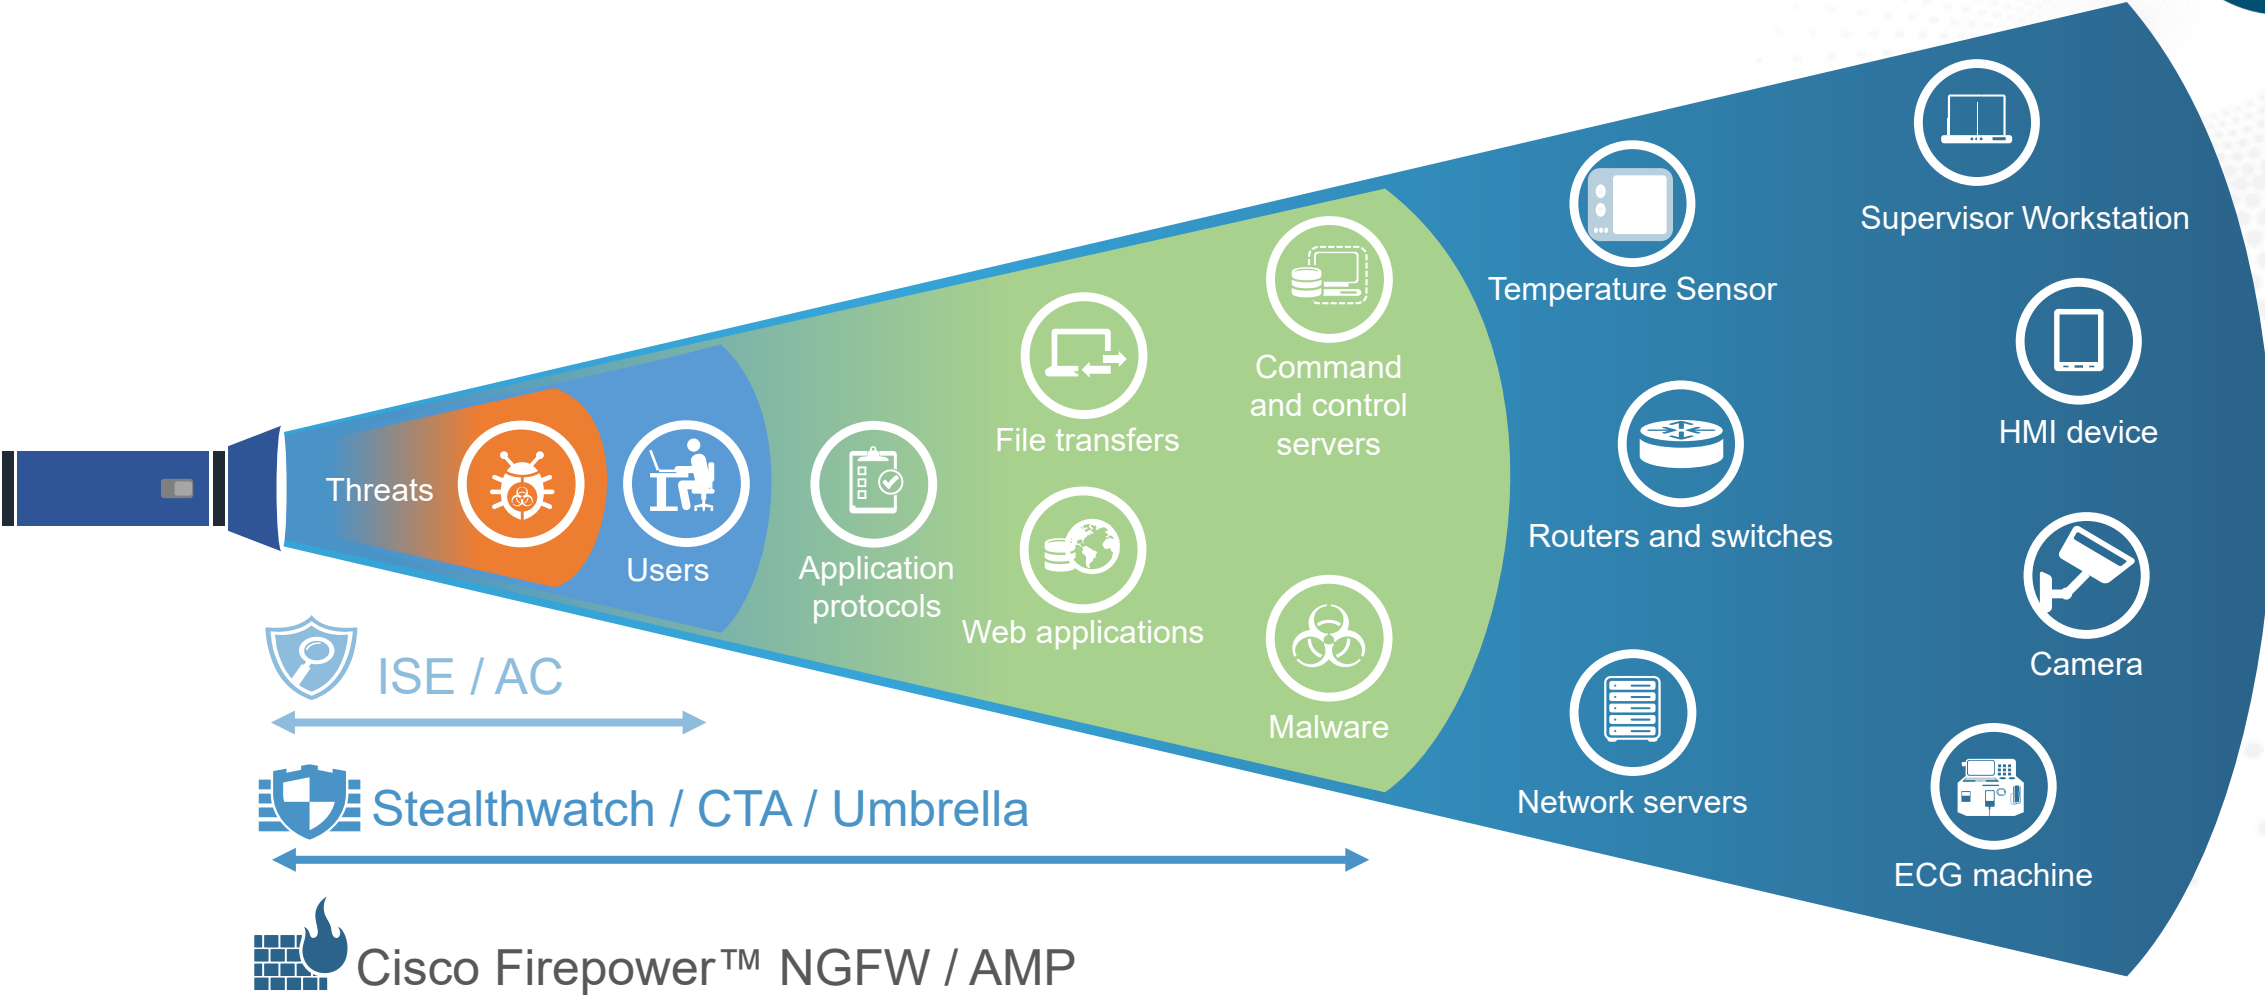 Supervisor Workstation
Temperature Sensor
Command
and control
servers
HMI device
File transfers
Threats
Users
Application
protocols
Routers and switches
Web applications
Camera
ISE / AC
Malware
Network servers
Stealthwatch / CTA / Umbrella
ECG machine
Cisco Firepower™ NGFW / AMP